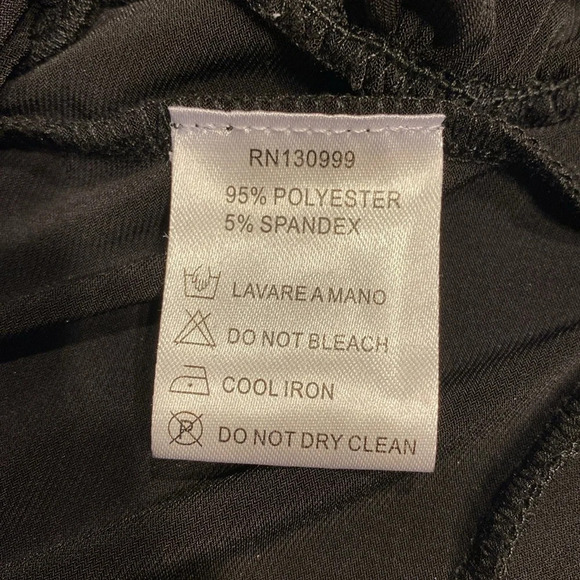 RN130999
95% POLYESTER
5% SPANDEX
LAVARE A MANO
DO NOT BLEACH
COOL IRON
P DO NOT DRY CLEAN